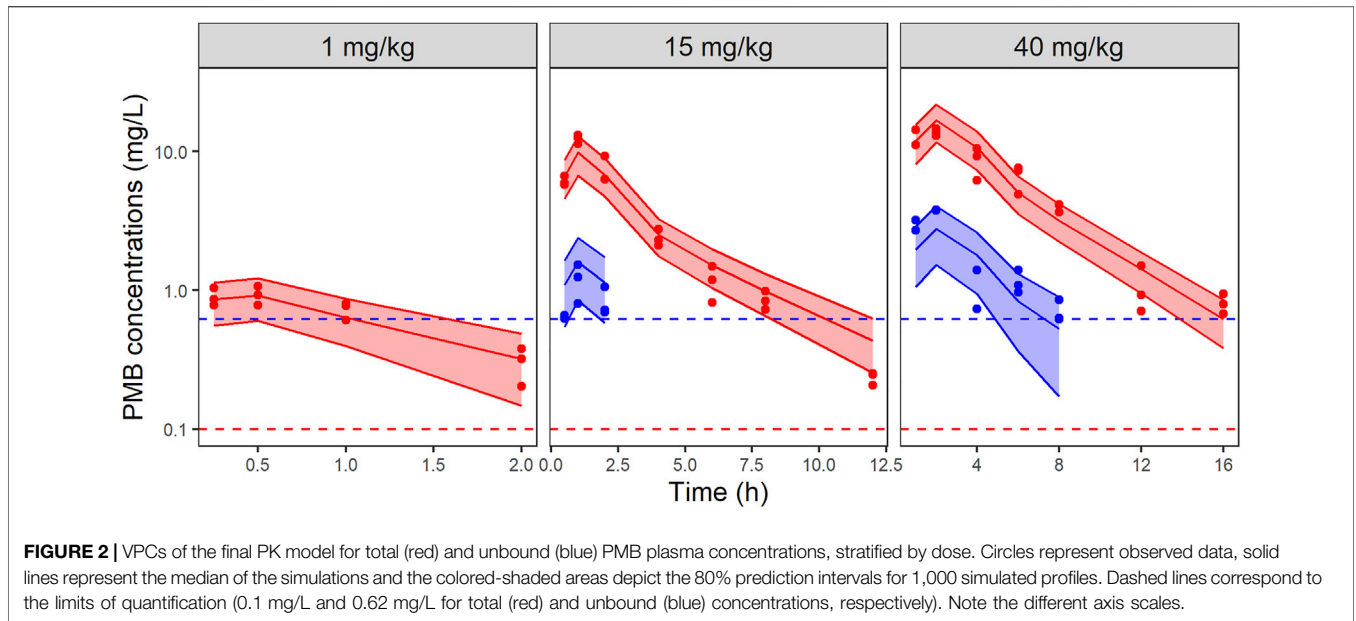 1 mg/kg 15 mg/kg 40 mg/kg
PMB concentrations (mg/L)
10.0
1.0
0.1
0.5 1.0 1.5 2.0 0.0 2.5 5.0 7.5 10.0 12.5 4 8 12 16
Time (h)
FIGURE 2 | VPCs of the final PK model for total (red) and unbound (blue) PMB plasma concentrations, stratified by dose. Circles represent observed data, solid
lines represent the median of the simulations and the colored-shaded areas depict the 80% prediction intervals for 1,000 simulated profiles. Dashed lines correspond to
the limits of quantification (0.1 mg/L and 0.62 mg/L for total (red) and unbound (blue) concentrations, respectively). Note the different axis scales.